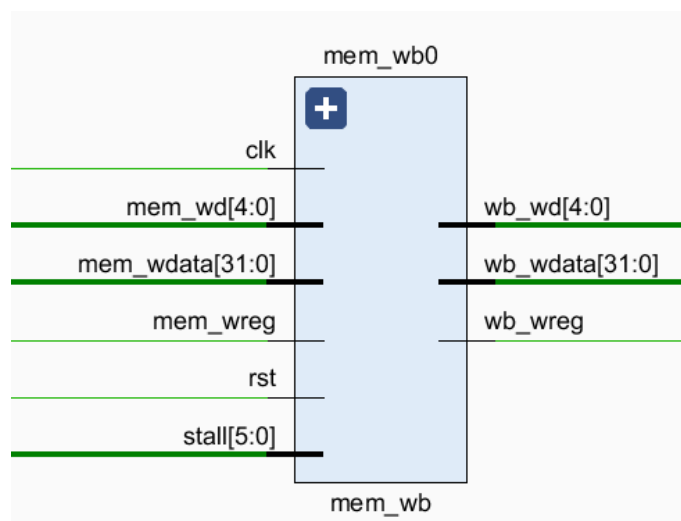 mem_wb0
clk
mem_wd[4:0]
wb_wd[4:0]
mem_wdata[31:0]
wb_wdata[31:0]
mem_wreg
wb_wreg
rst
stall[5:0]
mem_wb